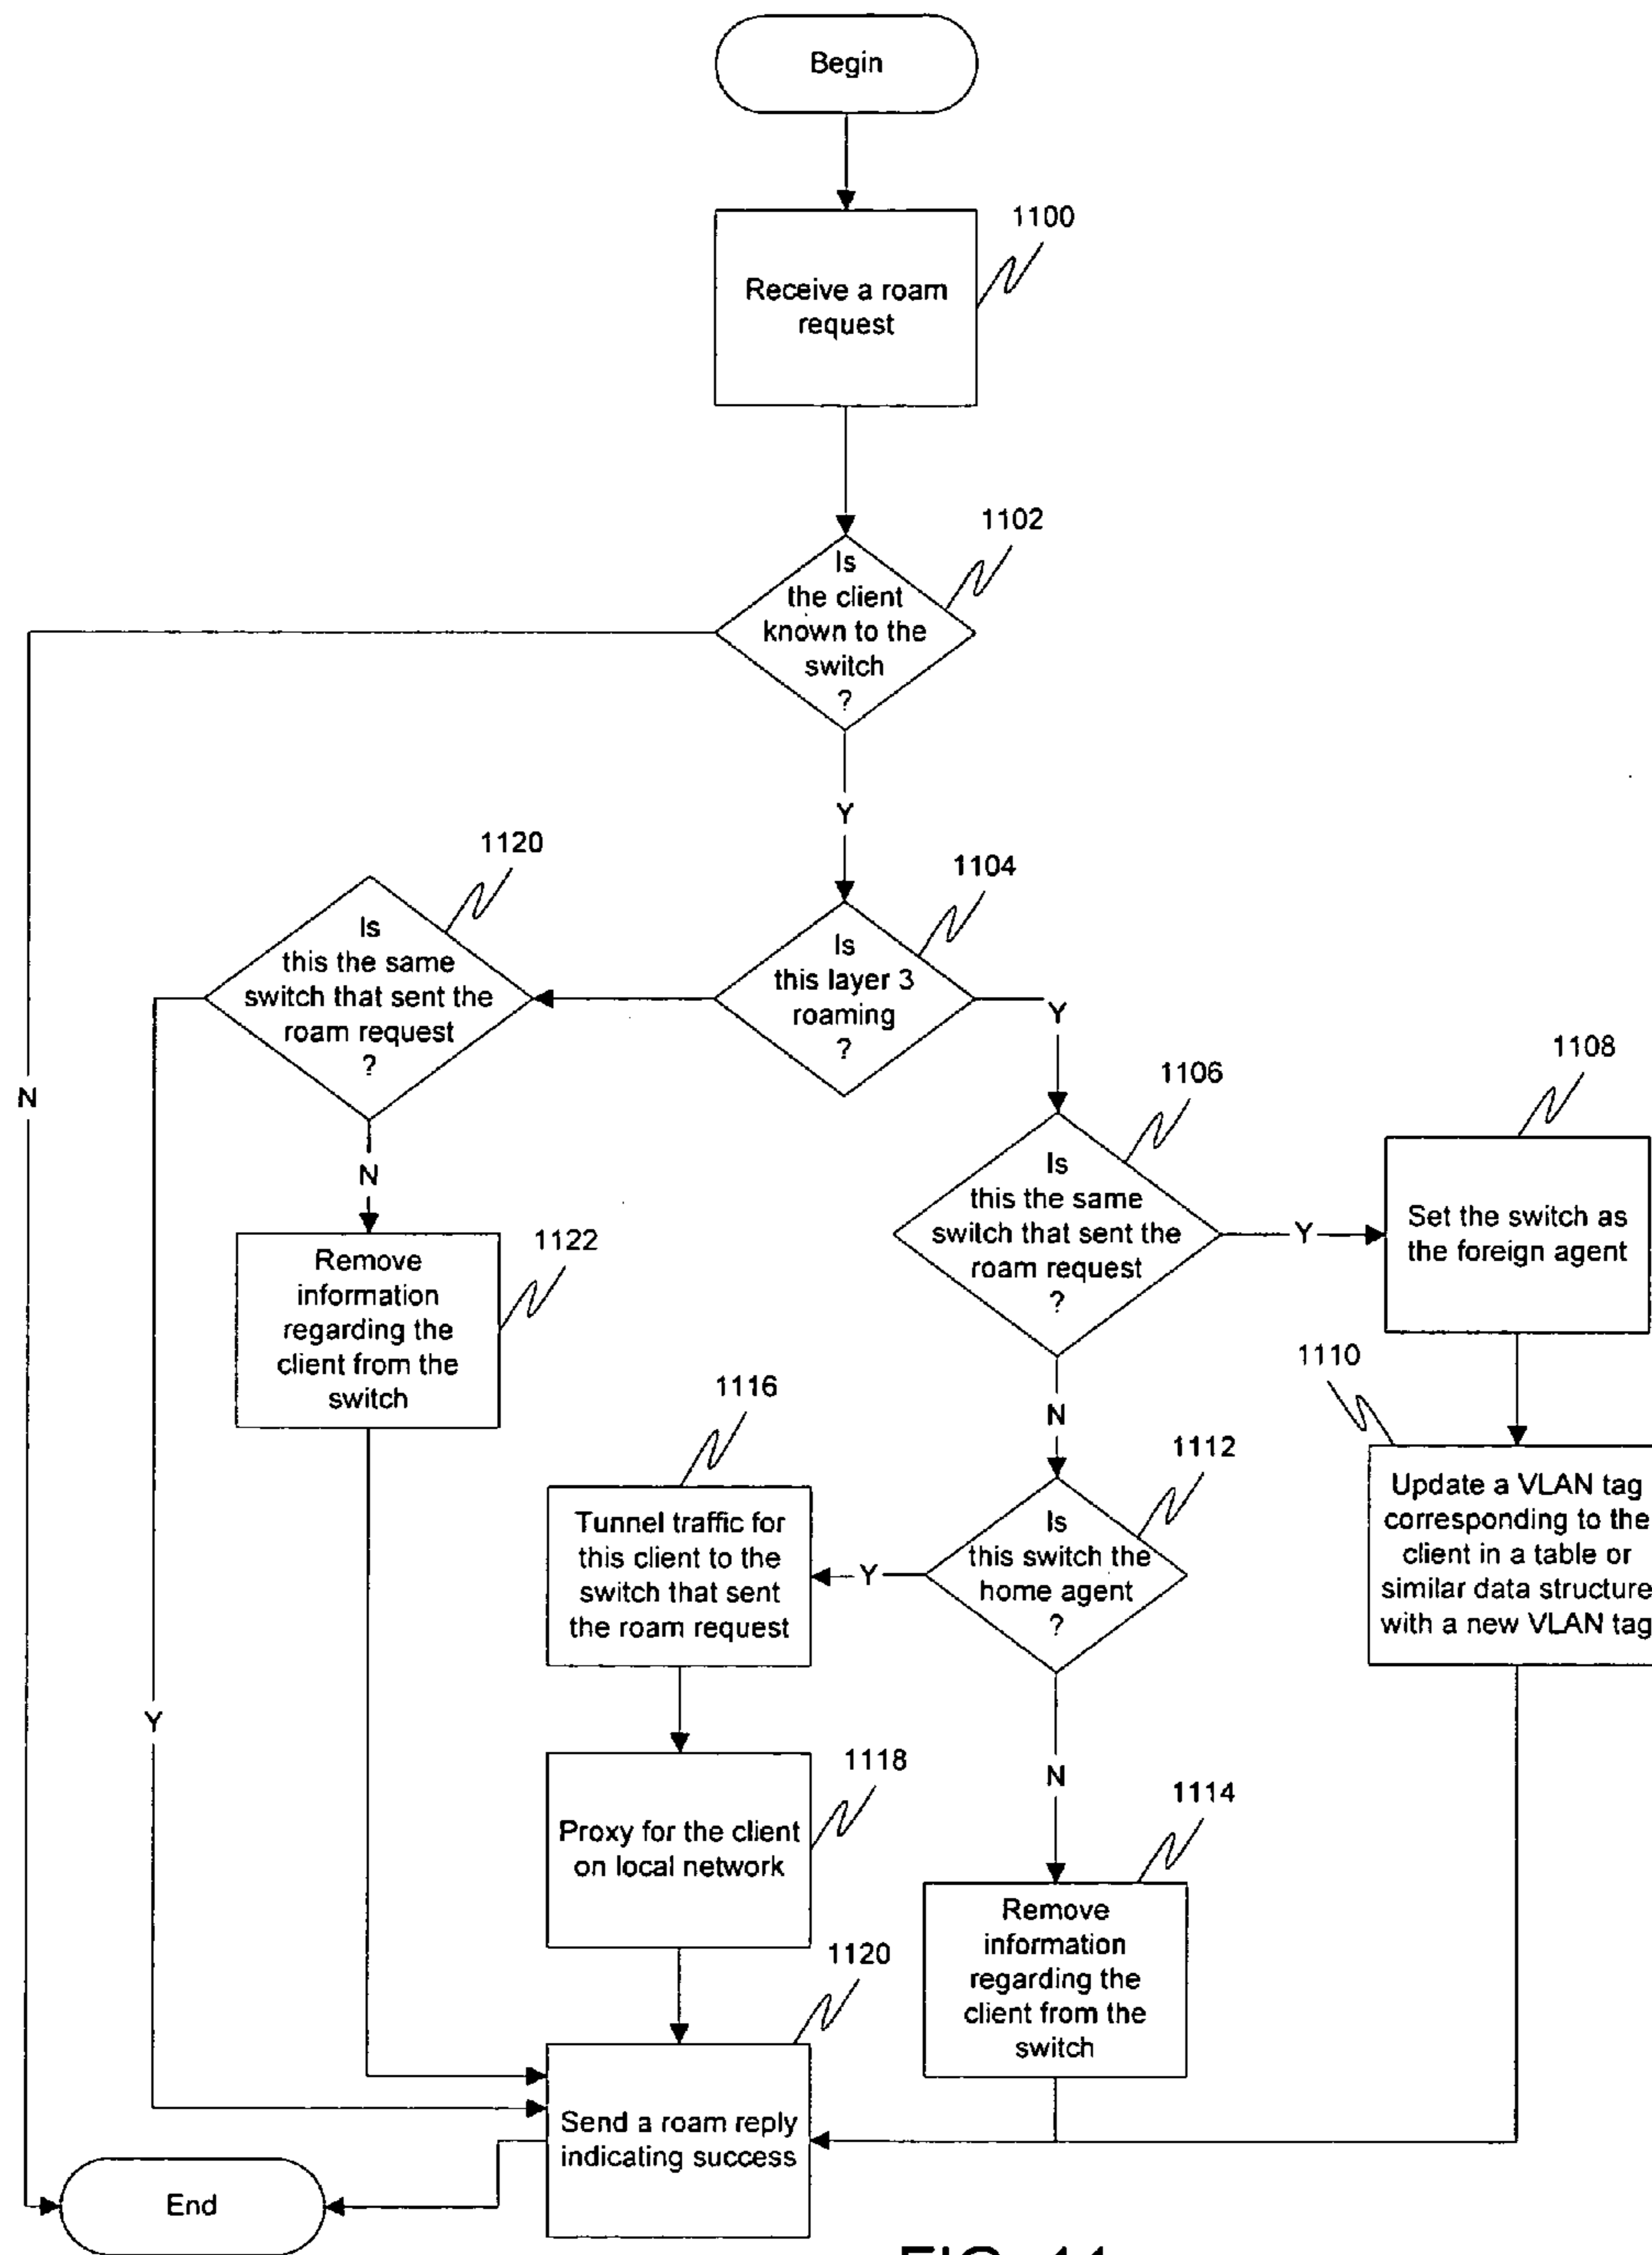 Begin
1100
Receive a roam
request
1102
Is
the client
known to the
switch
?
Y
N
1120
Is
this the same
switch that sent the
roam request
?
1104
Is
this layer 3
roaming
?
Y
N
1122
Remove
information
regarding the
client from the
switch
Y
1106
Is
this the same
switch that sent the
roam request
?
Y
1108
Set the switch as
the foreign agent
1110
Update a VLAN tag
corresponding to the
client in a table or
similar data structure
with a new VLAN tag
N
1112
Is
this switch the
home agent
?
Y
1116
Tunnel traffic for
this client to the
switch that sent
the roam request
1118
Proxy for the client
on local network
N
1114
Remove
information
regarding the
client from the
switch
1120
Send a roam reply
indicating success
End
FIG. 11